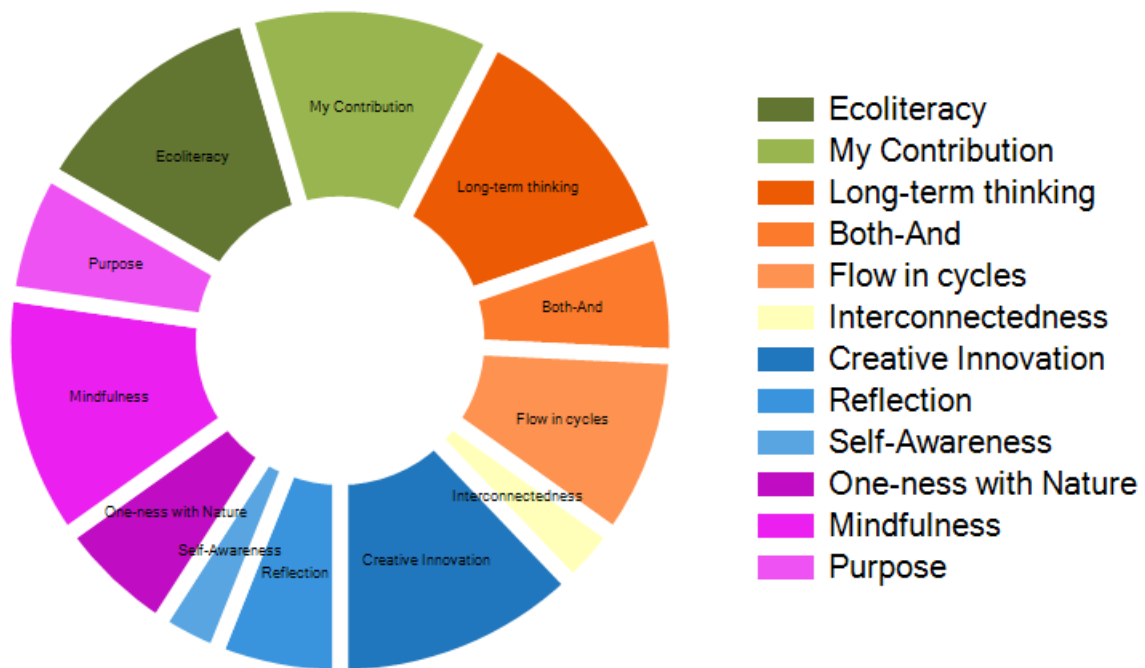 My Contribution
Ecoliteracy
Long-term thinking
Purpose
Both-And
Mindfulness
Flow in cycles
Interconnectedness
One-ness with Nature
Self-Awareness
Creative Innovation
Reflection
Ecoliteracy
My Contribution
Long-term thinking
Both-And
Flow in cycles
Interconnectedness
Creative Innovation
Reflection
Self-Awareness
One-ness with Nature
Mindfulness
Purpose